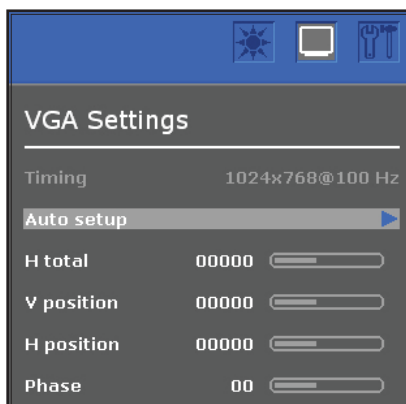 VGA Settings
Timing 1024x768@100 Hz
Auto setup
H total 00000
V position 00000
H position 00000
Phase 00